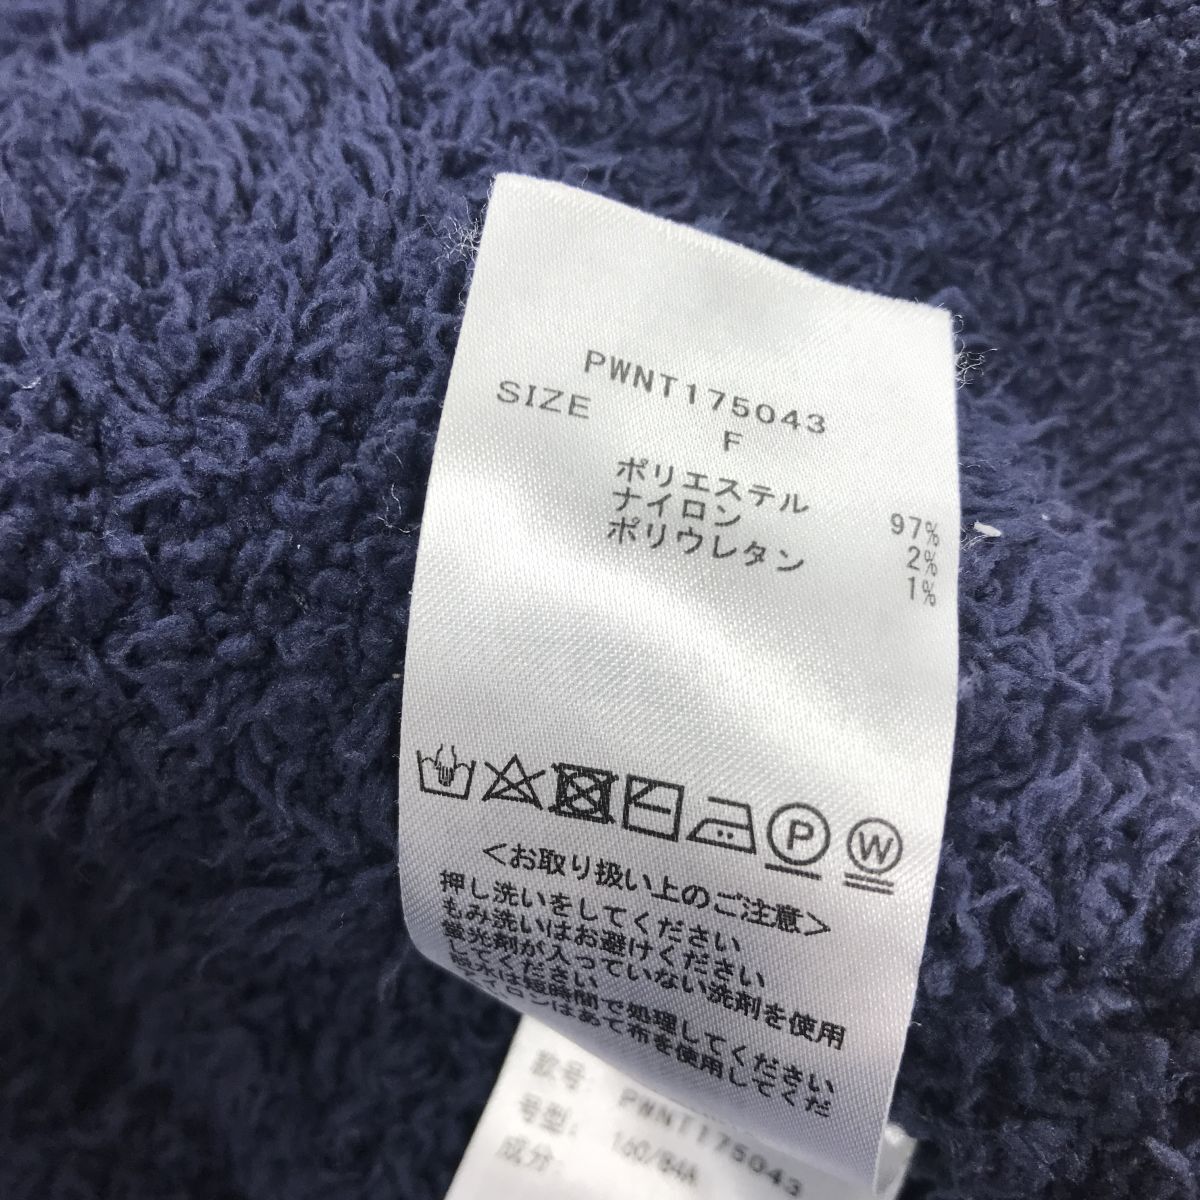 PWNT175043
SIZE F
ポリエステル 97%
ナイロン 2%
ポリウレタン 1%
P W
<お取り扱い上のご注意>
押し洗いをしてください
もみ洗いはお避けください
蛍光剤が入っていない洗剤を使用
してください
脱水は短時間で処理してください
アイロンはあて布を使用してくだ
款号: PWNT175043
号型: 160/84A
成分: